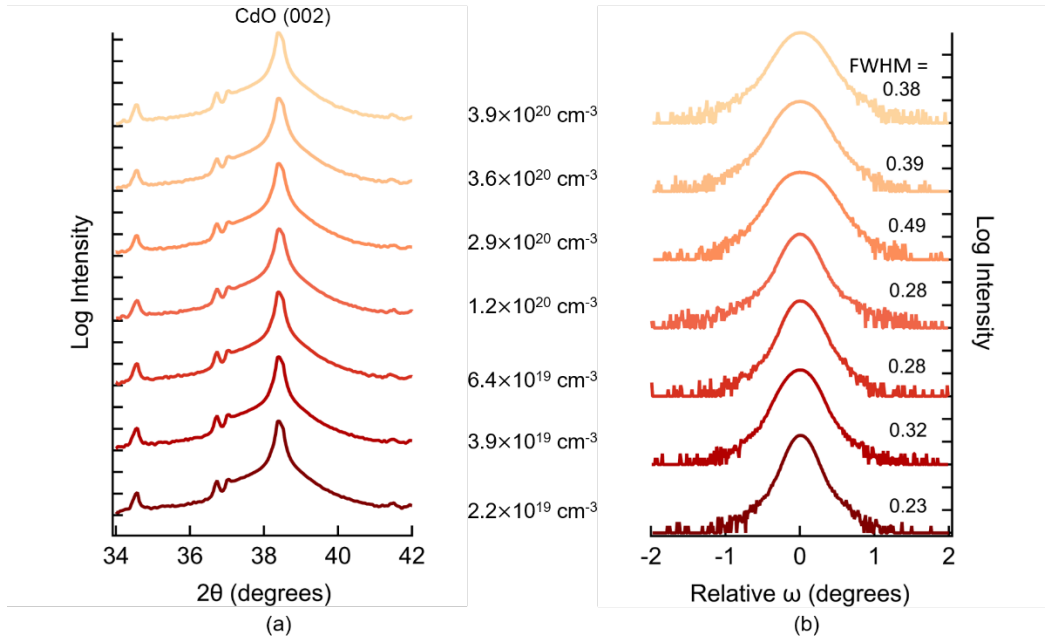 CdO (002)
Log Intensity
3.9×10²⁰ cm-3
3.6×10²⁰ cm-3
2.9×10²⁰ cm-3
1.2×10²⁰ cm-3
6.4×10¹⁹ cm-3
3.9×10¹⁹ cm-3
2.2×10¹⁹ cm-3
34 36 38 40 42
2θ (degrees)
(a)
FWHM =
0.38
0.39
0.49
0.28
0.28
0.32
0.23
Log Intensity
-2 -1 0 1 2
Relative ω (degrees)
(b)